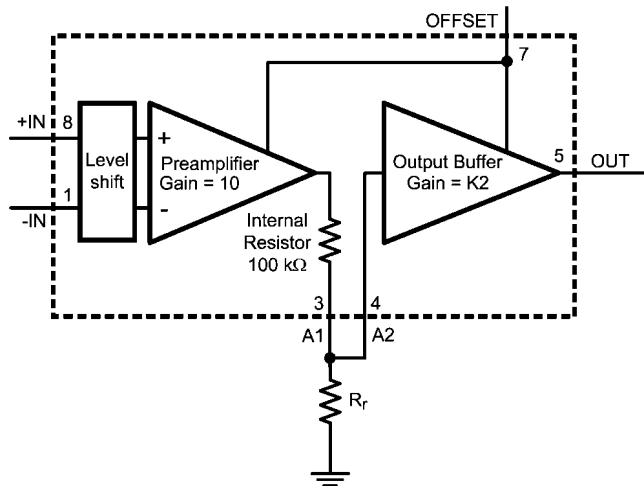 OFFSET
7
+IN 8
Level
shift
+
Preamplifier
Gain = 10
-
1
-IN
Output Buffer
Gain = K2
5 OUT
Internal
Resistor
100 kΩ
3 4
A1 A2
Rr